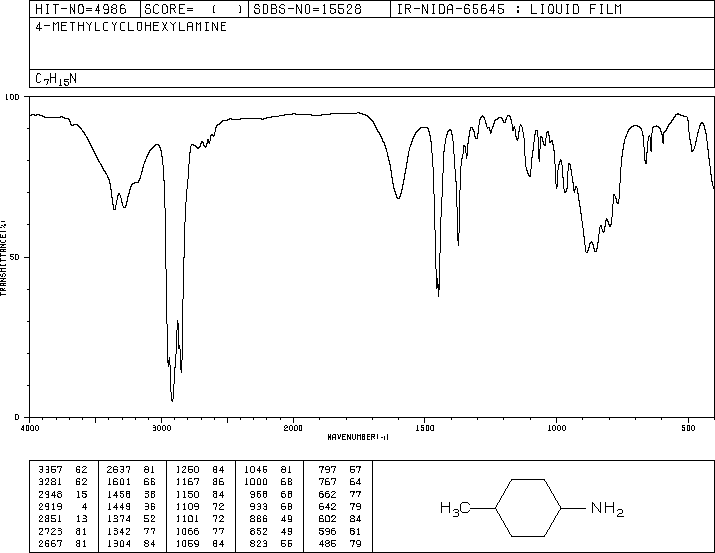 HIT-NO=4986 SCORE= ( ) SDBS-NO=15528 IR-NIDA-65645 : LIQUID FILM
4-METHYLCYCLOHEXYLAMINE
C7H15N
100
50
0
TRANSMITTANCE(%)
4000 3000 2000 1500 1000 500
WAVENUMBER(-1)
3357 62 2637 81 1260 84 1046 81 797 57
3281 62 1601 66 1167 86 1000 68 767 64
2948 15 1458 38 1150 84 968 68 662 77
2919 4 1449 36 1109 72 933 68 642 79
2851 13 1374 52 1101 72 886 49 602 84
2723 81 1342 77 1066 77 852 49 596 81
2667 81 1304 84 1059 84 823 55 485 79
H3C NH2